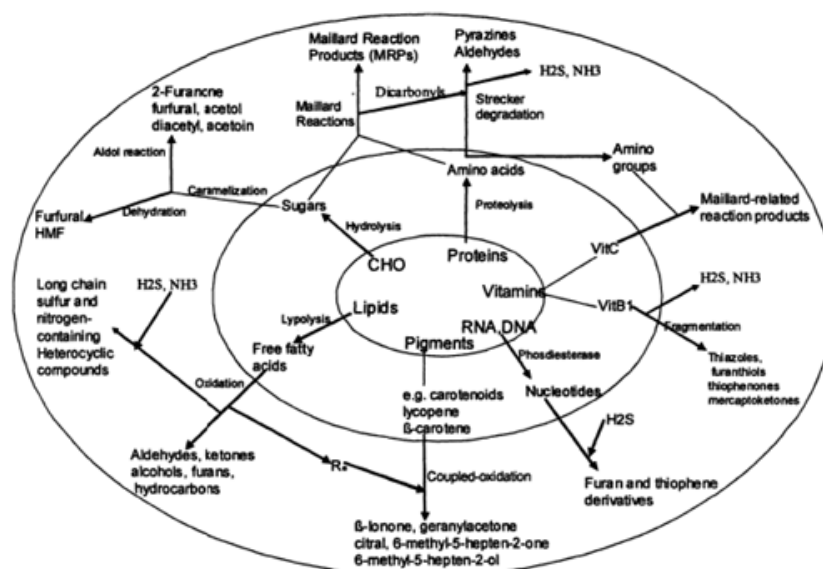 Maillard Reaction
Products (MRPs)
Pyrazines
Aldehydes
H2S, NH3
2-Furancne
furfural, acetol
diacetyl, acetoin
Dicarbonyls
Maillard
Reactions
Strecker
degradation
Aldol reaction
Amino acids
Amino
groups
Caramelization
Sugars
Furfural,
HMF
Dehydration
Proteolysis
Maillard-related
reaction products
Hydrolysis
Proteins
VitC
CHO
Long chain
sulfur and
nitrogen-
containing
Heterocyclic
compounds
H2S, NH3
Vitamins
VitB1
H2S, NH3
Lipids
Lypolysis
RNA,DNA
Fragmentation
Pigments
Free fatty
acids
Phosdiesterase
Thiazoles,
furanthiols
thiophenones
mercaptoketones
Oxidation
e.g. carotenoids
lycopene
ß-carotene
Nucleotides
H2S
Aldehydes, ketones
alcohols, furans,
hydrocarbons
Coupled-oxidation
Furan and thiophene
derivatives
ß-Ionone, geranylacetone
citral, 6-methyl-5-hepten-2-one
6-methyl-5-hepten-2-ol